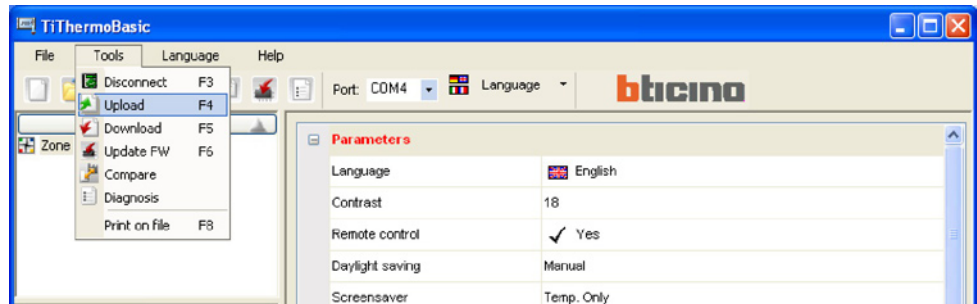 TiThermoBasic
File Tools Language Help
Disconnect F3
Upload F4
Download F5
Update FW F6
Compare
Diagnosis
Print on file F8
Port: COM4 Language bticino
Zone
Parameters
Language English
Contrast 18
Remote control Yes
Daylight saving Manual
Screensaver Temp. Only